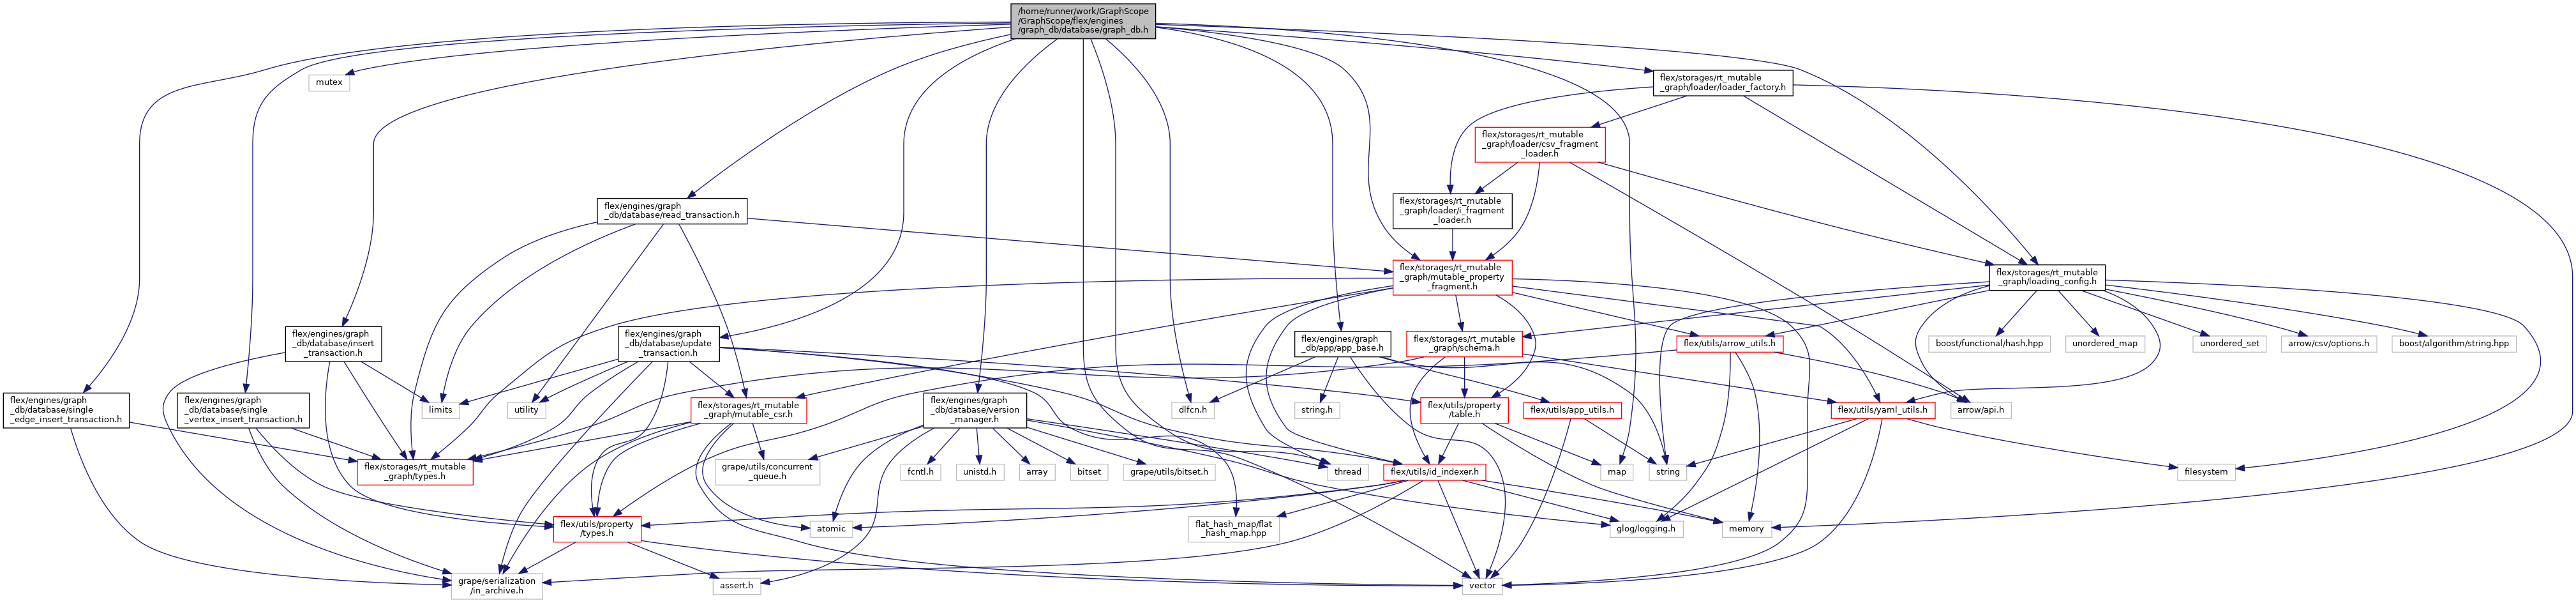 /home/runner/work/GraphScope
/GraphScope/flex/engines
/graph_db/database/graph_db.h
mutex
flex/storages/rt_mutable
_graph/loader/loader_factory.h
flex/storages/rt_mutable
_graph/loader/csv_fragment
_loader.h
flex/engines/graph
_db/database/read_transaction.h
flex/storages/rt_mutable
_graph/loader/i_fragment
_loader.h
flex/storages/rt_mutable
_graph/mutable_property
_fragment.h
flex/storages/rt_mutable
_graph/loading_config.h
flex/engines/graph
_db/database/insert
_transaction.h
flex/engines/graph
_db/database/update
_transaction.h
flex/engines/graph
_db/app/app_base.h
flex/storages/rt_mutable
_graph/schema.h
flex/utils/arrow_utils.h
boost/functional/hash.hpp
unordered_map
unordered_set
arrow/csv/options.h
boost/algorithm/string.hpp
flex/engines/graph
_db/database/single
_edge_insert_transaction.h
flex/engines/graph
_db/database/single
_vertex_insert_transaction.h
limits
utility
flex/storages/rt_mutable
_graph/mutable_csr.h
flex/engines/graph
_db/database/version
_manager.h
dlfcn.h
string.h
flex/utils/property
/table.h
flex/utils/app_utils.h
flex/utils/yaml_utils.h
arrow/api.h
flex/storages/rt_mutable
_graph/types.h
grape/utils/concurrent
_queue.h
fcntl.h
unistd.h
array
bitset
grape/utils/bitset.h
thread
flex/utils/id_indexer.h
map
string
filesystem
flex/utils/property
/types.h
atomic
flat_hash_map/flat
_hash_map.hpp
glog/logging.h
memory
grape/serialization
/in_archive.h
assert.h
vector